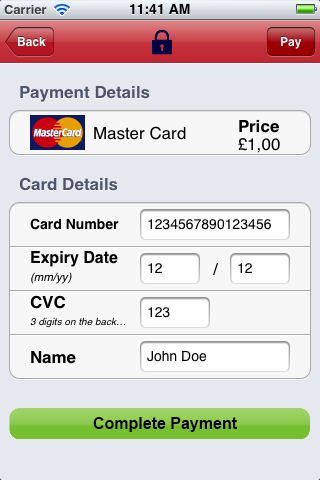 Carrier 11:41 AM
Back Pay
Payment Details
MasterCard Master Card Price
£1,00
Card Details
Card Number 1234567890123456
Expiry Date 12 / 12
(mm/yy)
CVC 123
3 digits on the back...
Name John Doe
Complete Payment